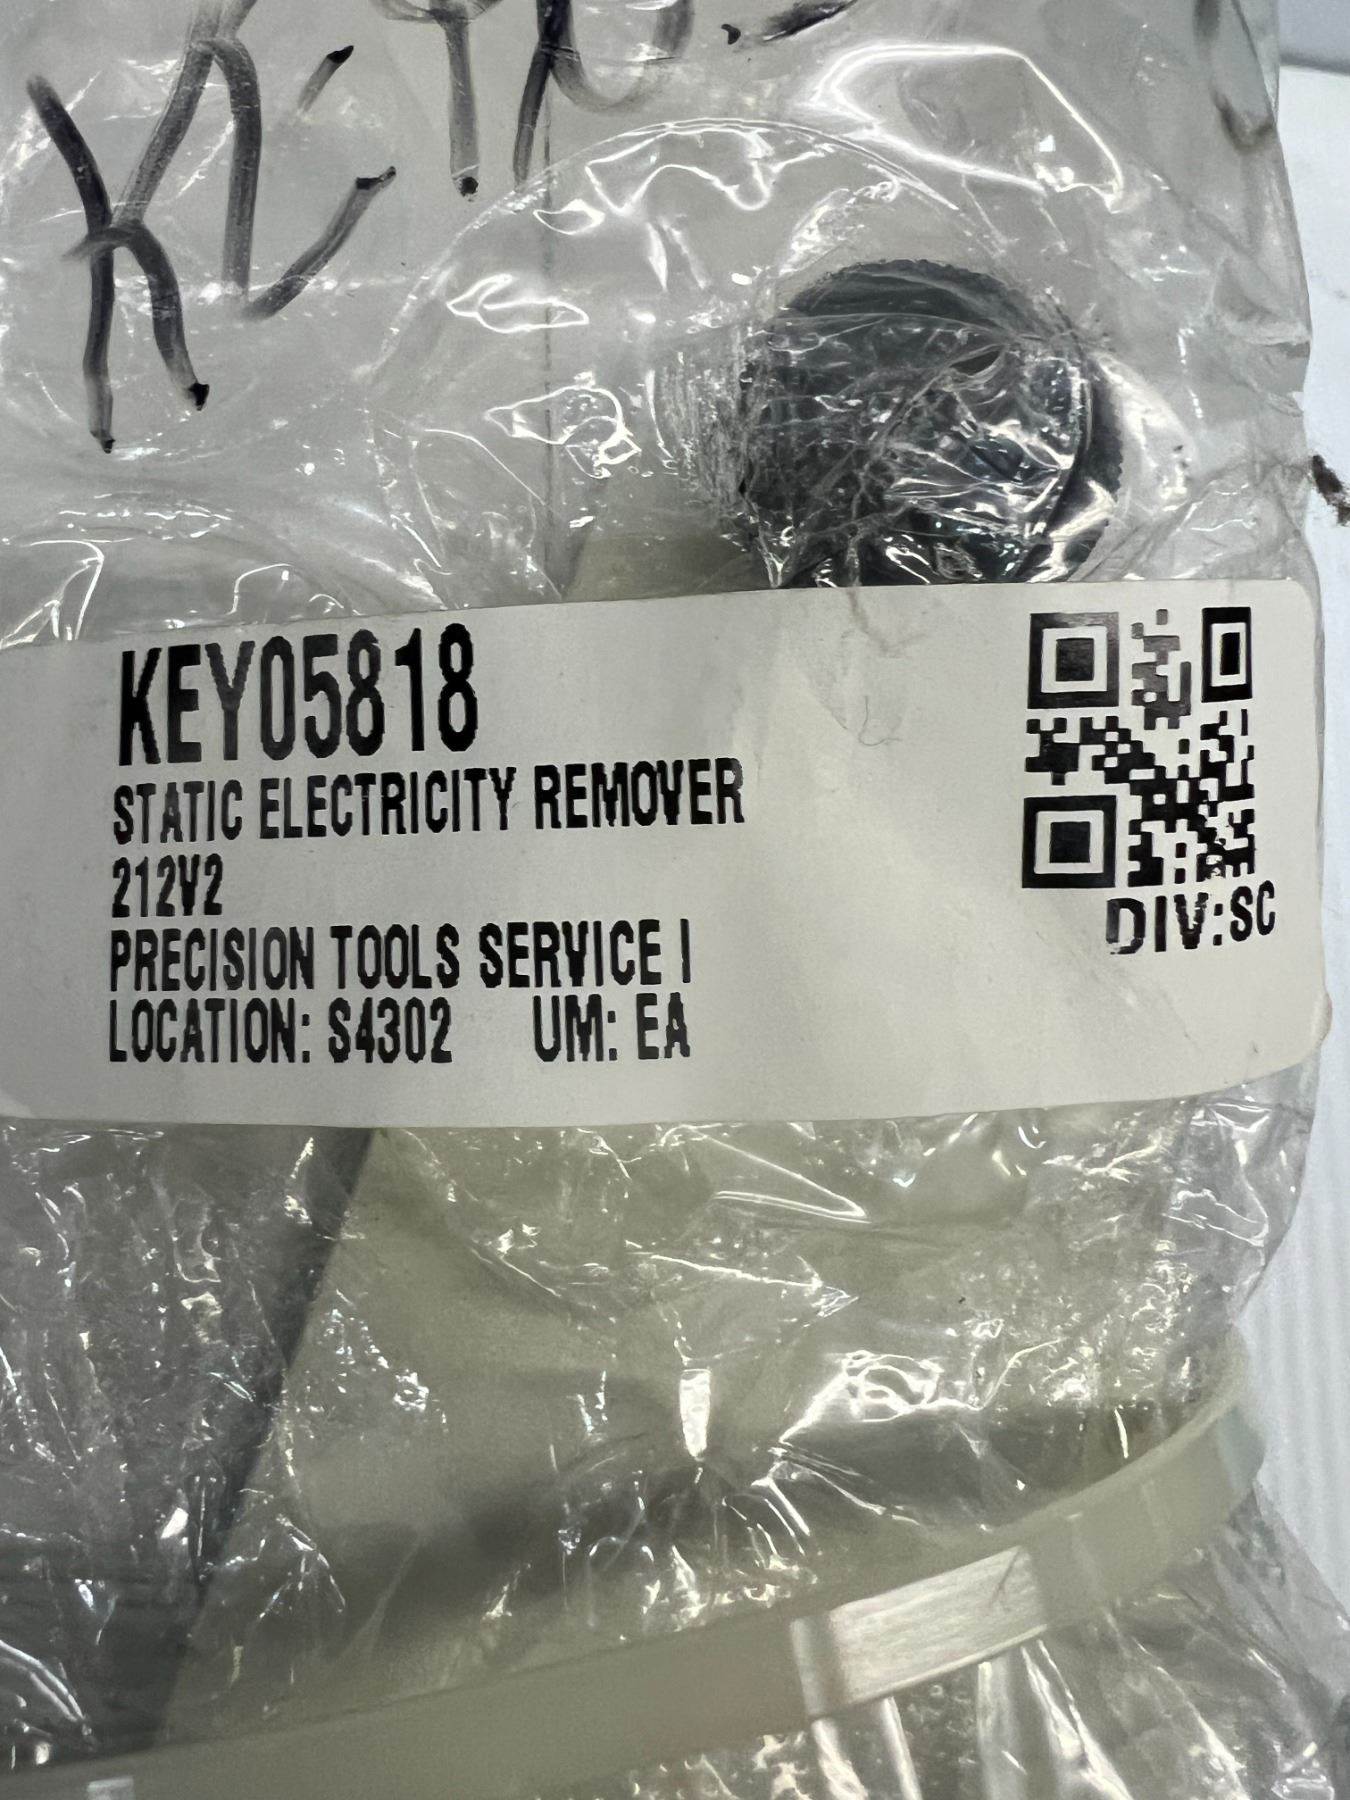 KEY05818
STATIC ELECTRICITY REMOVER
212V2
PRECISION TOOLS SERVICE I
LOCATION: S4302 UM: EA
DIV:SC